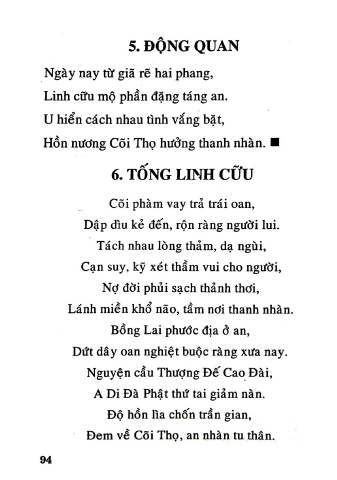 5. ĐỘNG QUAN
Ngày nay từ giã rẽ hai phang,
Linh cữu mộ phần đặng táng an.
U hiển cách nhau tình vắng bặt,
Hồn nương Cõi Thọ hưởng thanh nhàn. ■
6. TỐNG LINH CỮU
Cõi phàm vay trả trái oan,
Dập dìu kẻ đến, rộn ràng người lui.
Tách nhau lòng thảm, dạ ngùi,
Cạn suy, kỹ xét thầm vui cho người,
Nợ đời phủi sạch thảnh thơi,
Lánh miền khổ não, tầm nơi thanh nhàn.
Bồng Lai phước địa ở an,
Dứt dây oan nghiệt buộc ràng xưa nay.
Nguyện cầu Thượng Đế Cao Đài,
A Di Đà Phật thứ tai giảm nàn.
Độ hồn lìa chốn trần gian,
Đem về Cõi Thọ, an nhàn tu thân.
94